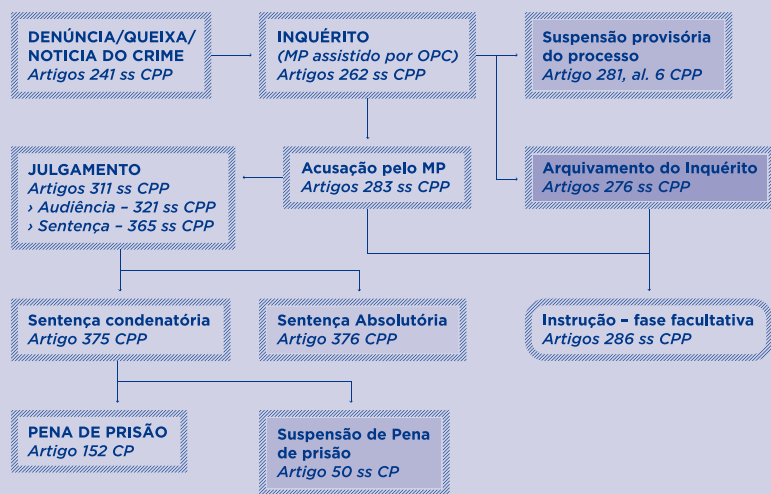 DENÚNCIA/QUEIXA/
NOTICIA DO CRIME
Artigos 241 ss CPP
INQUÉRITO
(MP assistido por OPC)
Artigos 262 ss CPP
Suspensão provisória
do processo
Artigo 281, al. 6 CPP
JULGAMENTO
Artigos 311 ss CPP
› Audiência – 321 ss CPP
› Sentença – 365 ss CPP
Acusação pelo MP
Artigos 283 ss CPP
Arquivamento do Inquérito
Artigos 276 ss CPP
Sentença condenatória
Artigo 375 CPP
Sentença Absolutória
Artigo 376 CPP
Instrução – fase facultativa
Artigos 286 ss CPP
PENA DE PRISÃO
Artigo 152 CP
Suspensão de Pena
de prisão
Artigo 50 ss CP